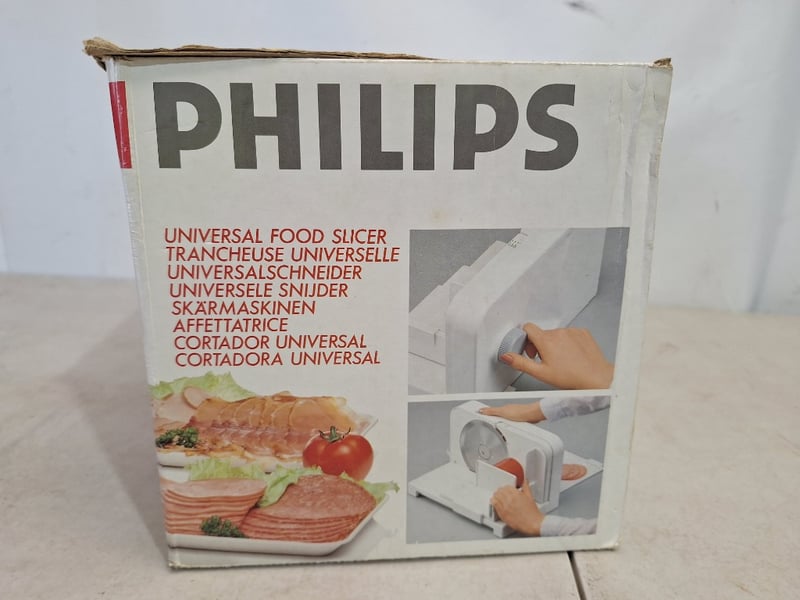 PHILIPS
UNIVERSAL FOOD SLICER
TRANCHEUSE UNIVERSELLE
UNIVERSALSCHNEIDER
UNIVERSELE SNIJDER
SKÄRMASKINEN
AFFETTATRICE
CORTADOR UNIVERSAL
CORTADORA UNIVERSAL